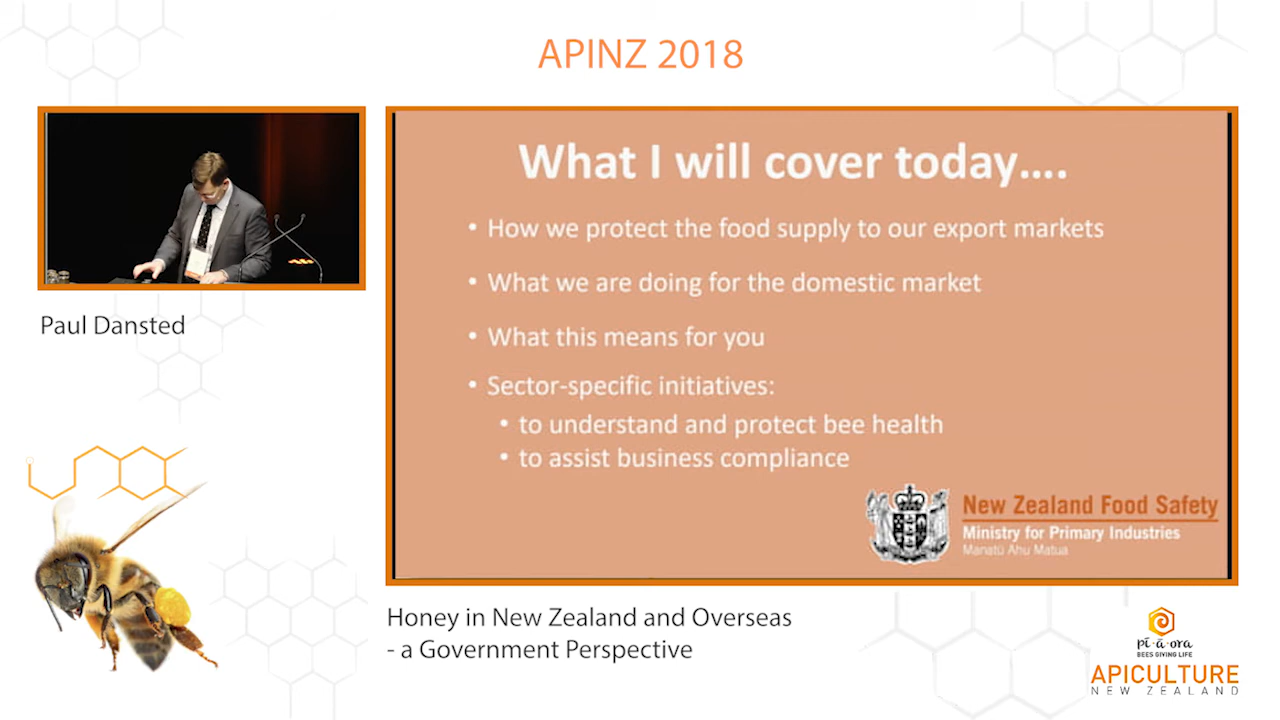 APINZ 2018
What I will cover today....
• How we protect the food supply to our export markets
• What we are doing for the domestic market
• What this means for you
• Sector-specific initiatives:
• to understand and protect bee health
• to assist business compliance
New Zealand Food Safety
Ministry for Primary Industries
Manatū Ahu Matua
Paul Dansted
Honey in New Zealand and Overseas
- a Government Perspective
pī-ā-ora
BEES GIVING LIFE
APICULTURE
NEW ZEALAND